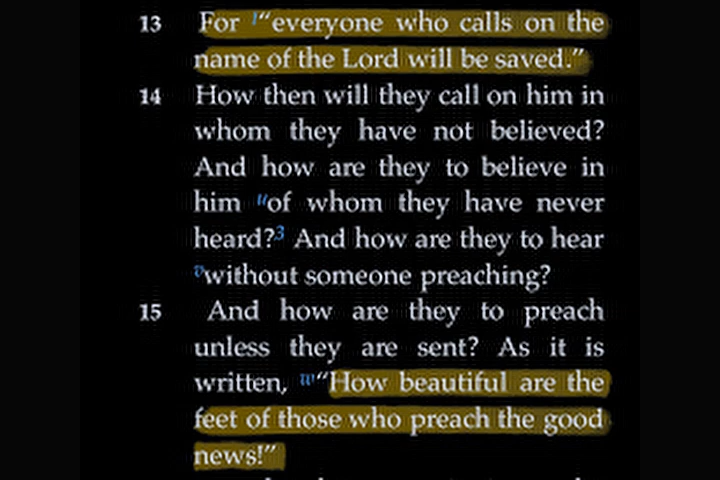 13 For "everyone who calls on the
name of the Lord will be saved."
14 How then will they call on him in
whom they have not believed?
And how are they to believe in
him u of whom they have never
heard?3 And how are they to hear
v without someone preaching?
15 And how are they to preach
unless they are sent? As it is
written, w "How beautiful are the
feet of those who preach the good
news!"